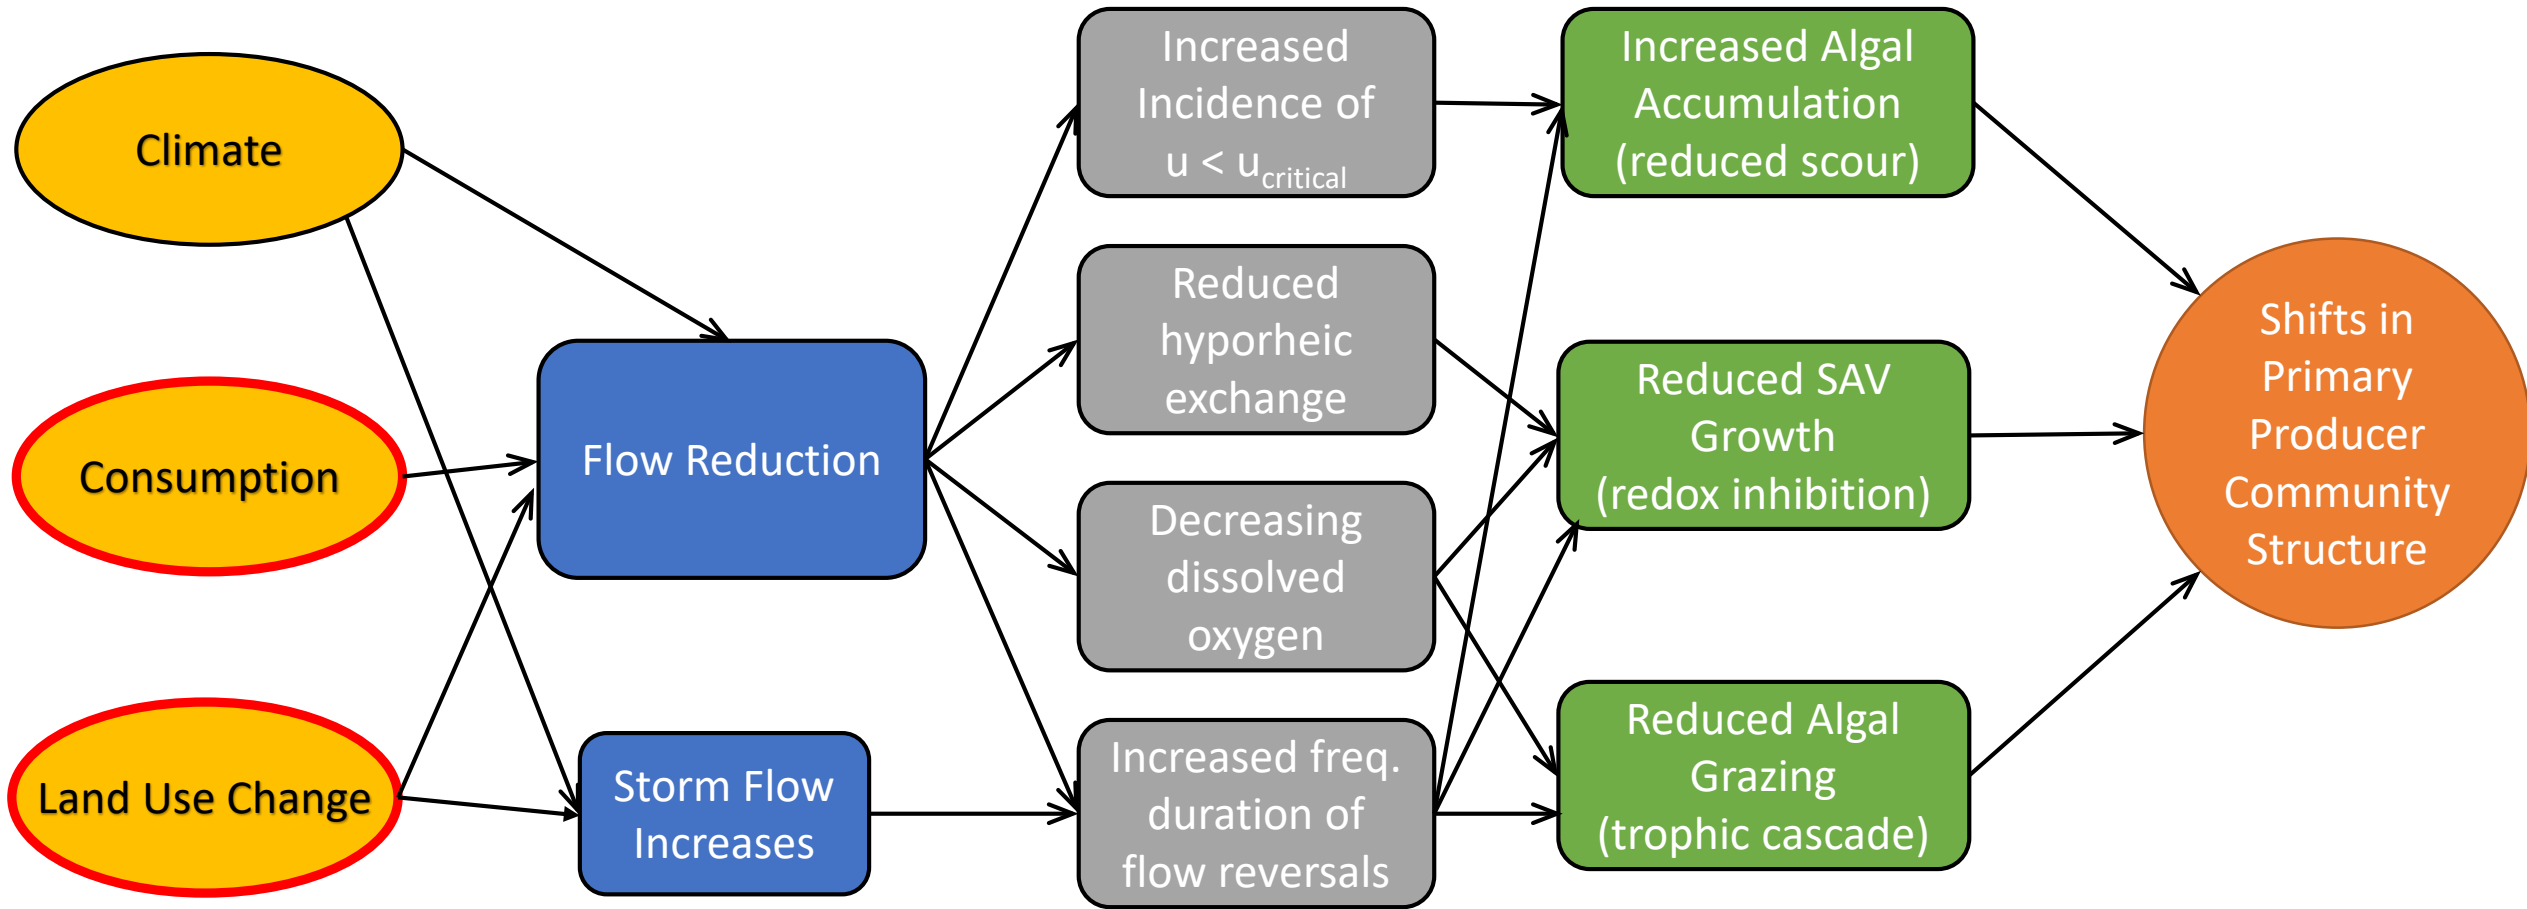 Climate
Consumption
Land Use Change
Flow Reduction
Storm Flow
Increases
Increased
Incidence of
u < u_critical
Reduced
hyporheic
exchange
Decreasing
dissolved
oxygen
Increased freq.
duration of
flow reversals
Increased Algal
Accumulation
(reduced scour)
Reduced SAV
Growth
(redox inhibition)
Reduced Algal
Grazing
(trophic cascade)
Shifts in
Primary
Producer
Community
Structure